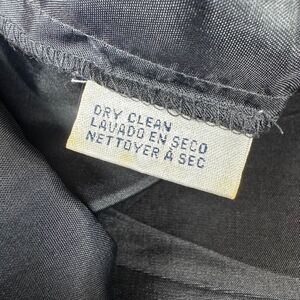 DRY CLEAN
LAVADO EN SECO
NETTOYER À SEC